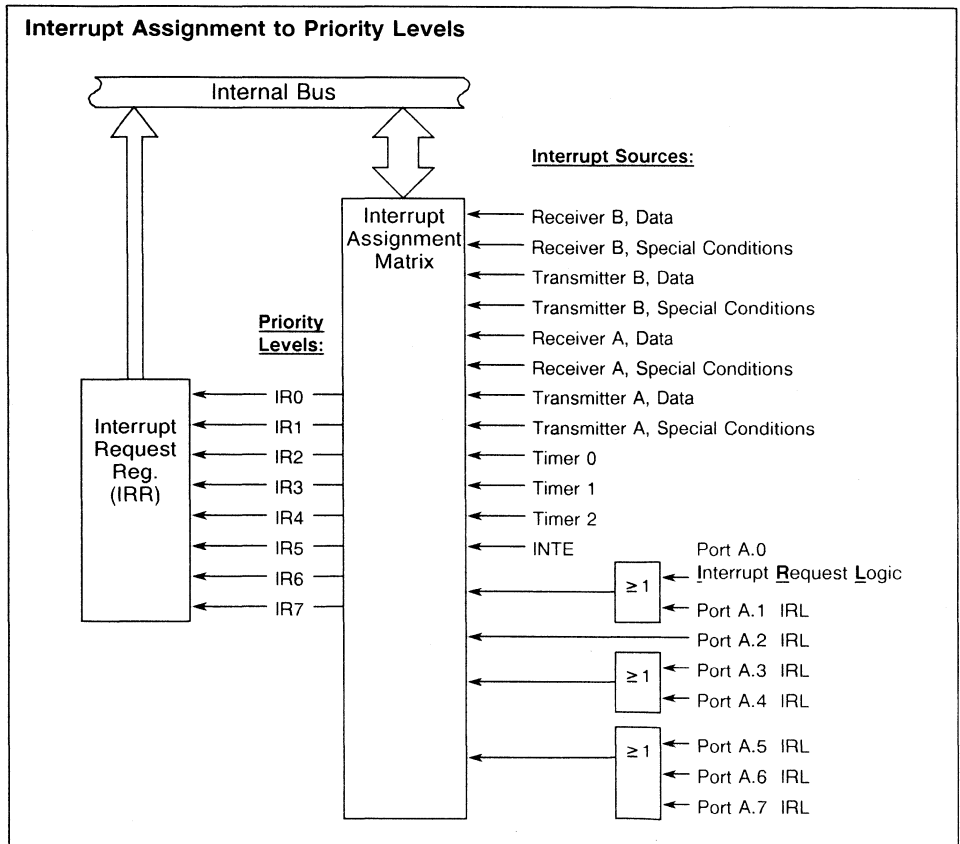 Interrupt Assignment to Priority Levels
Internal Bus
Interrupt Sources:
Interrupt
Assignment
Matrix
Receiver B, Data
Receiver B, Special Conditions
Transmitter B, Data
Transmitter B, Special Conditions
Receiver A, Data
Receiver A, Special Conditions
Transmitter A, Data
Transmitter A, Special Conditions
Timer 0
Timer 1
Timer 2
INTE
Priority
Levels:
IR0
IR1
IR2
IR3
IR4
IR5
IR6
IR7
Interrupt
Request
Reg.
(IRR)
≥1
Port A.0
Interrupt Request Logic
Port A.1 IRL
Port A.2 IRL
≥1
Port A.3 IRL
Port A.4 IRL
≥1
Port A.5 IRL
Port A.6 IRL
Port A.7 IRL